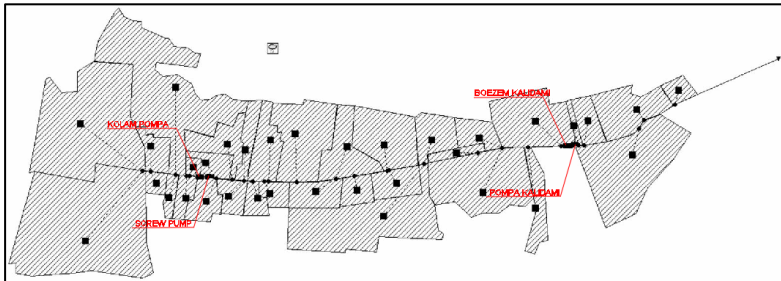 BOEZEM KALIDAMI
KOLAM POMPA
POMPA KALIDAMI
SCREW PUMP